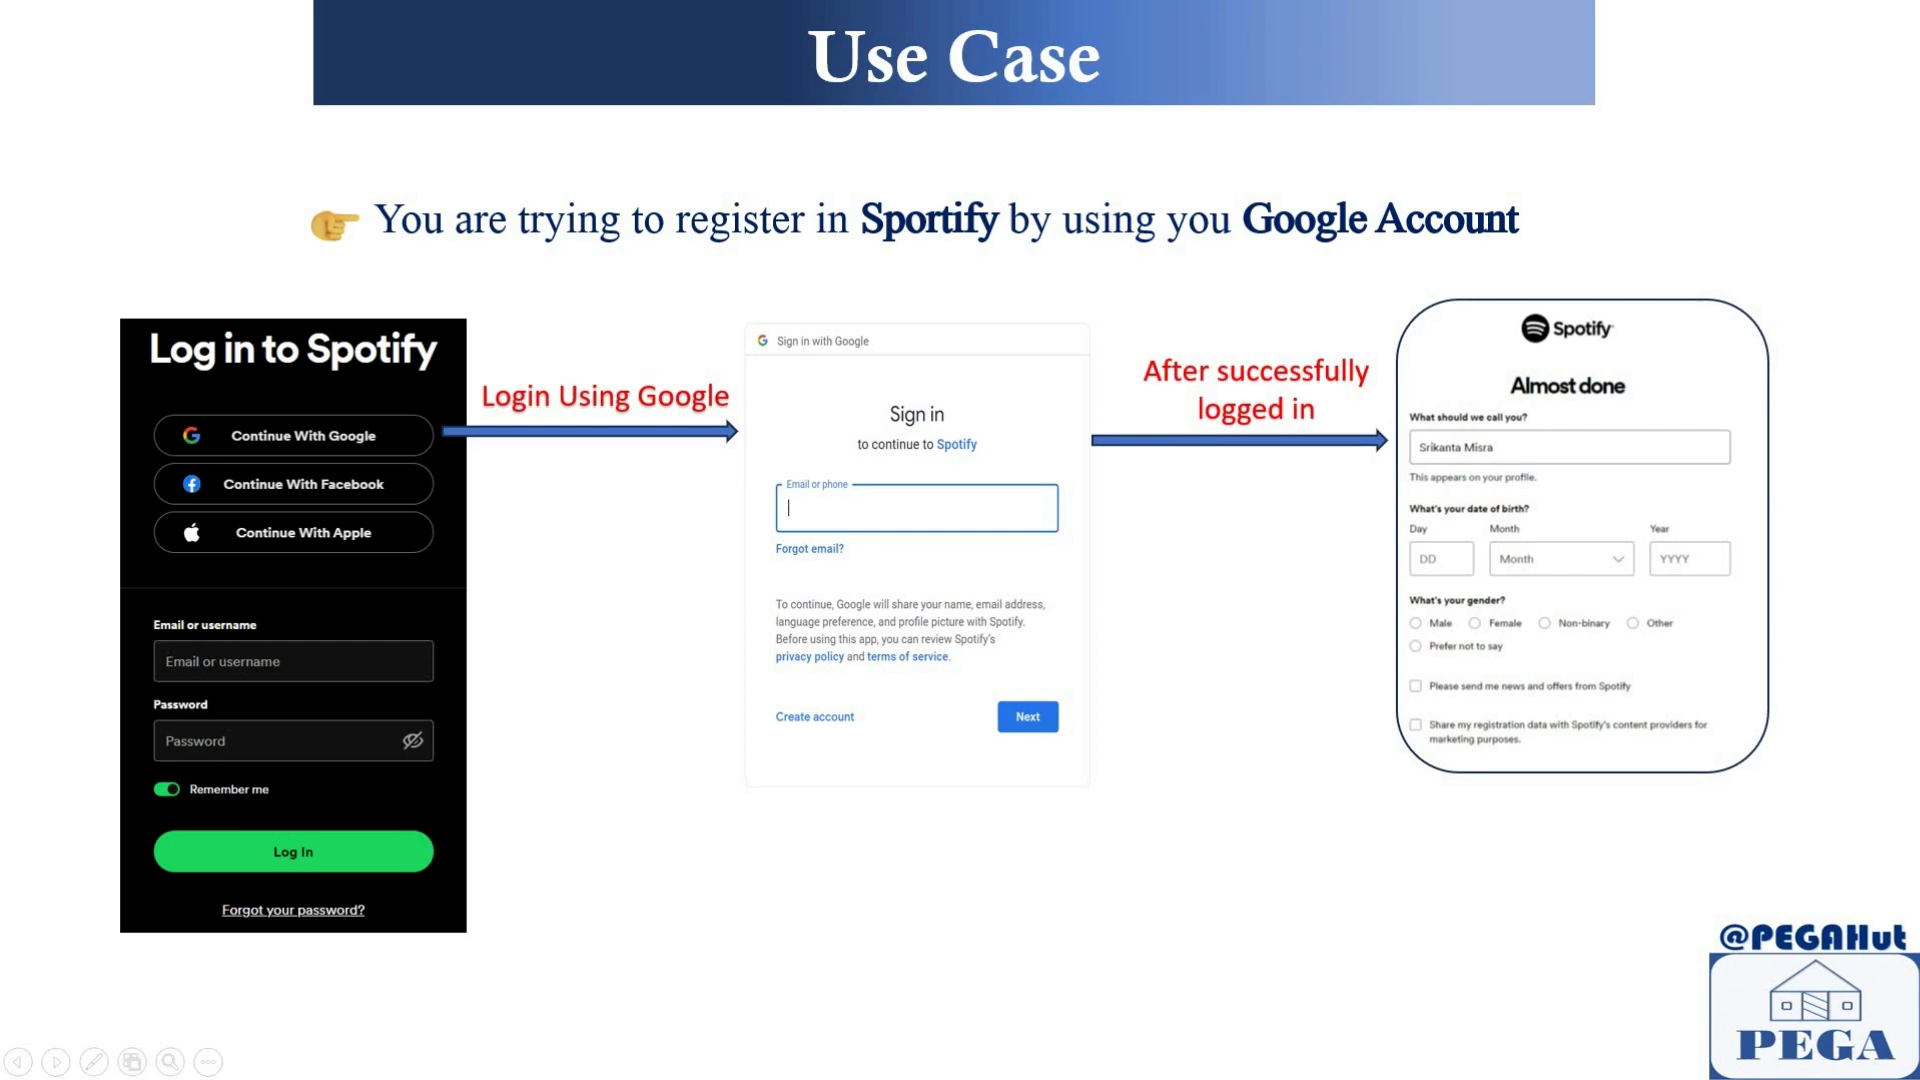 Use Case
You are trying to register in Sportify by using you Google Account
Log in to Spotify
Continue With Google
Continue With Facebook
Continue With Apple
Email or username
Email or username
Password
Password
Remember me
Log In
Forgot your password?
Login Using Google
Sign in with Google
Sign in
to continue to Spotify
Email or phone
Forgot email?
To continue, Google will share your name, email address,
language preference, and profile picture with Spotify.
Before using this app, you can review Spotify's
privacy policy and terms of service.
Create account
Next
After successfully
logged in
Spotify
Almost done
What should we call you?
Srikanta Misra
This appears on your profile.
What's your date of birth?
Day Month Year
DD Month YYYY
What's your gender?
Male Female Non-binary Other
Prefer not to say
Please send me news and offers from Spotify
Share my registration data with Spotify's content providers for
marketing purposes.
@PEGAHut
PEGA